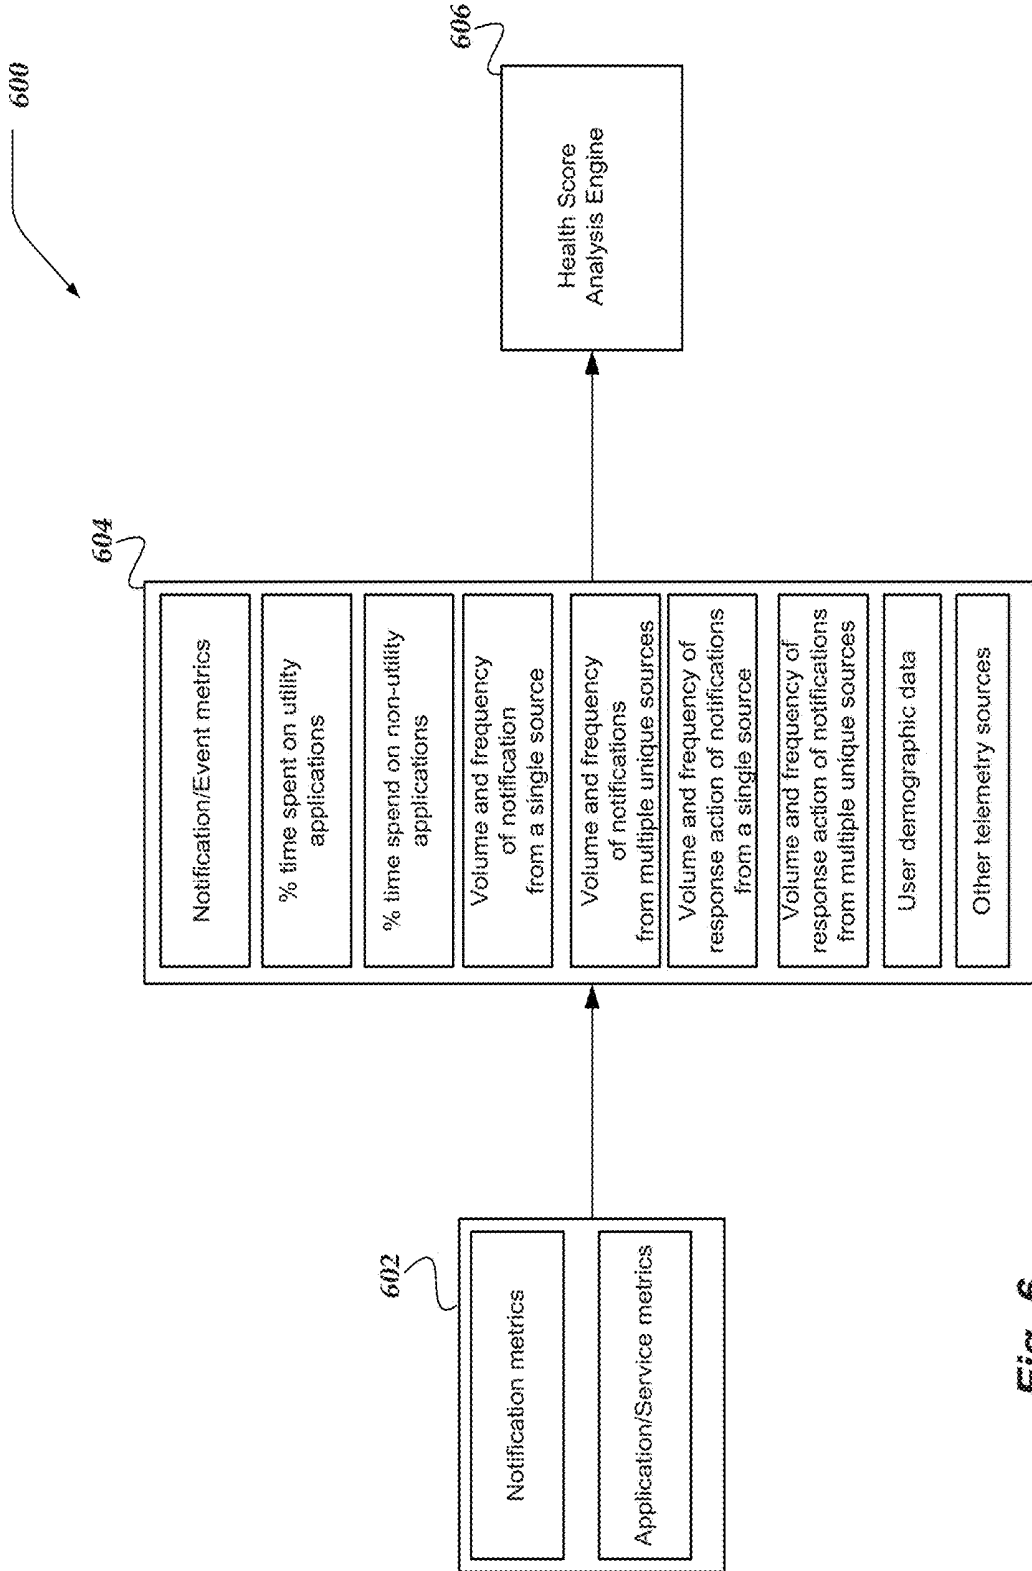 600
602
Notification metrics
Application/Service metrics
604
Notification/Event metrics
% time spent on utility
applications
% time spend on non-utility
applications
Volume and frequency
of notification
from a single source
Volume and frequency
of notifications
from multiple unique sources
Volume and frequency of
response action of notifications
from a single source
Volume and frequency of
response action of notifications
from multiple unique sources
User demographic data
Other telemetry sources
606
Health Score
Analysis Engine
Fig. 6